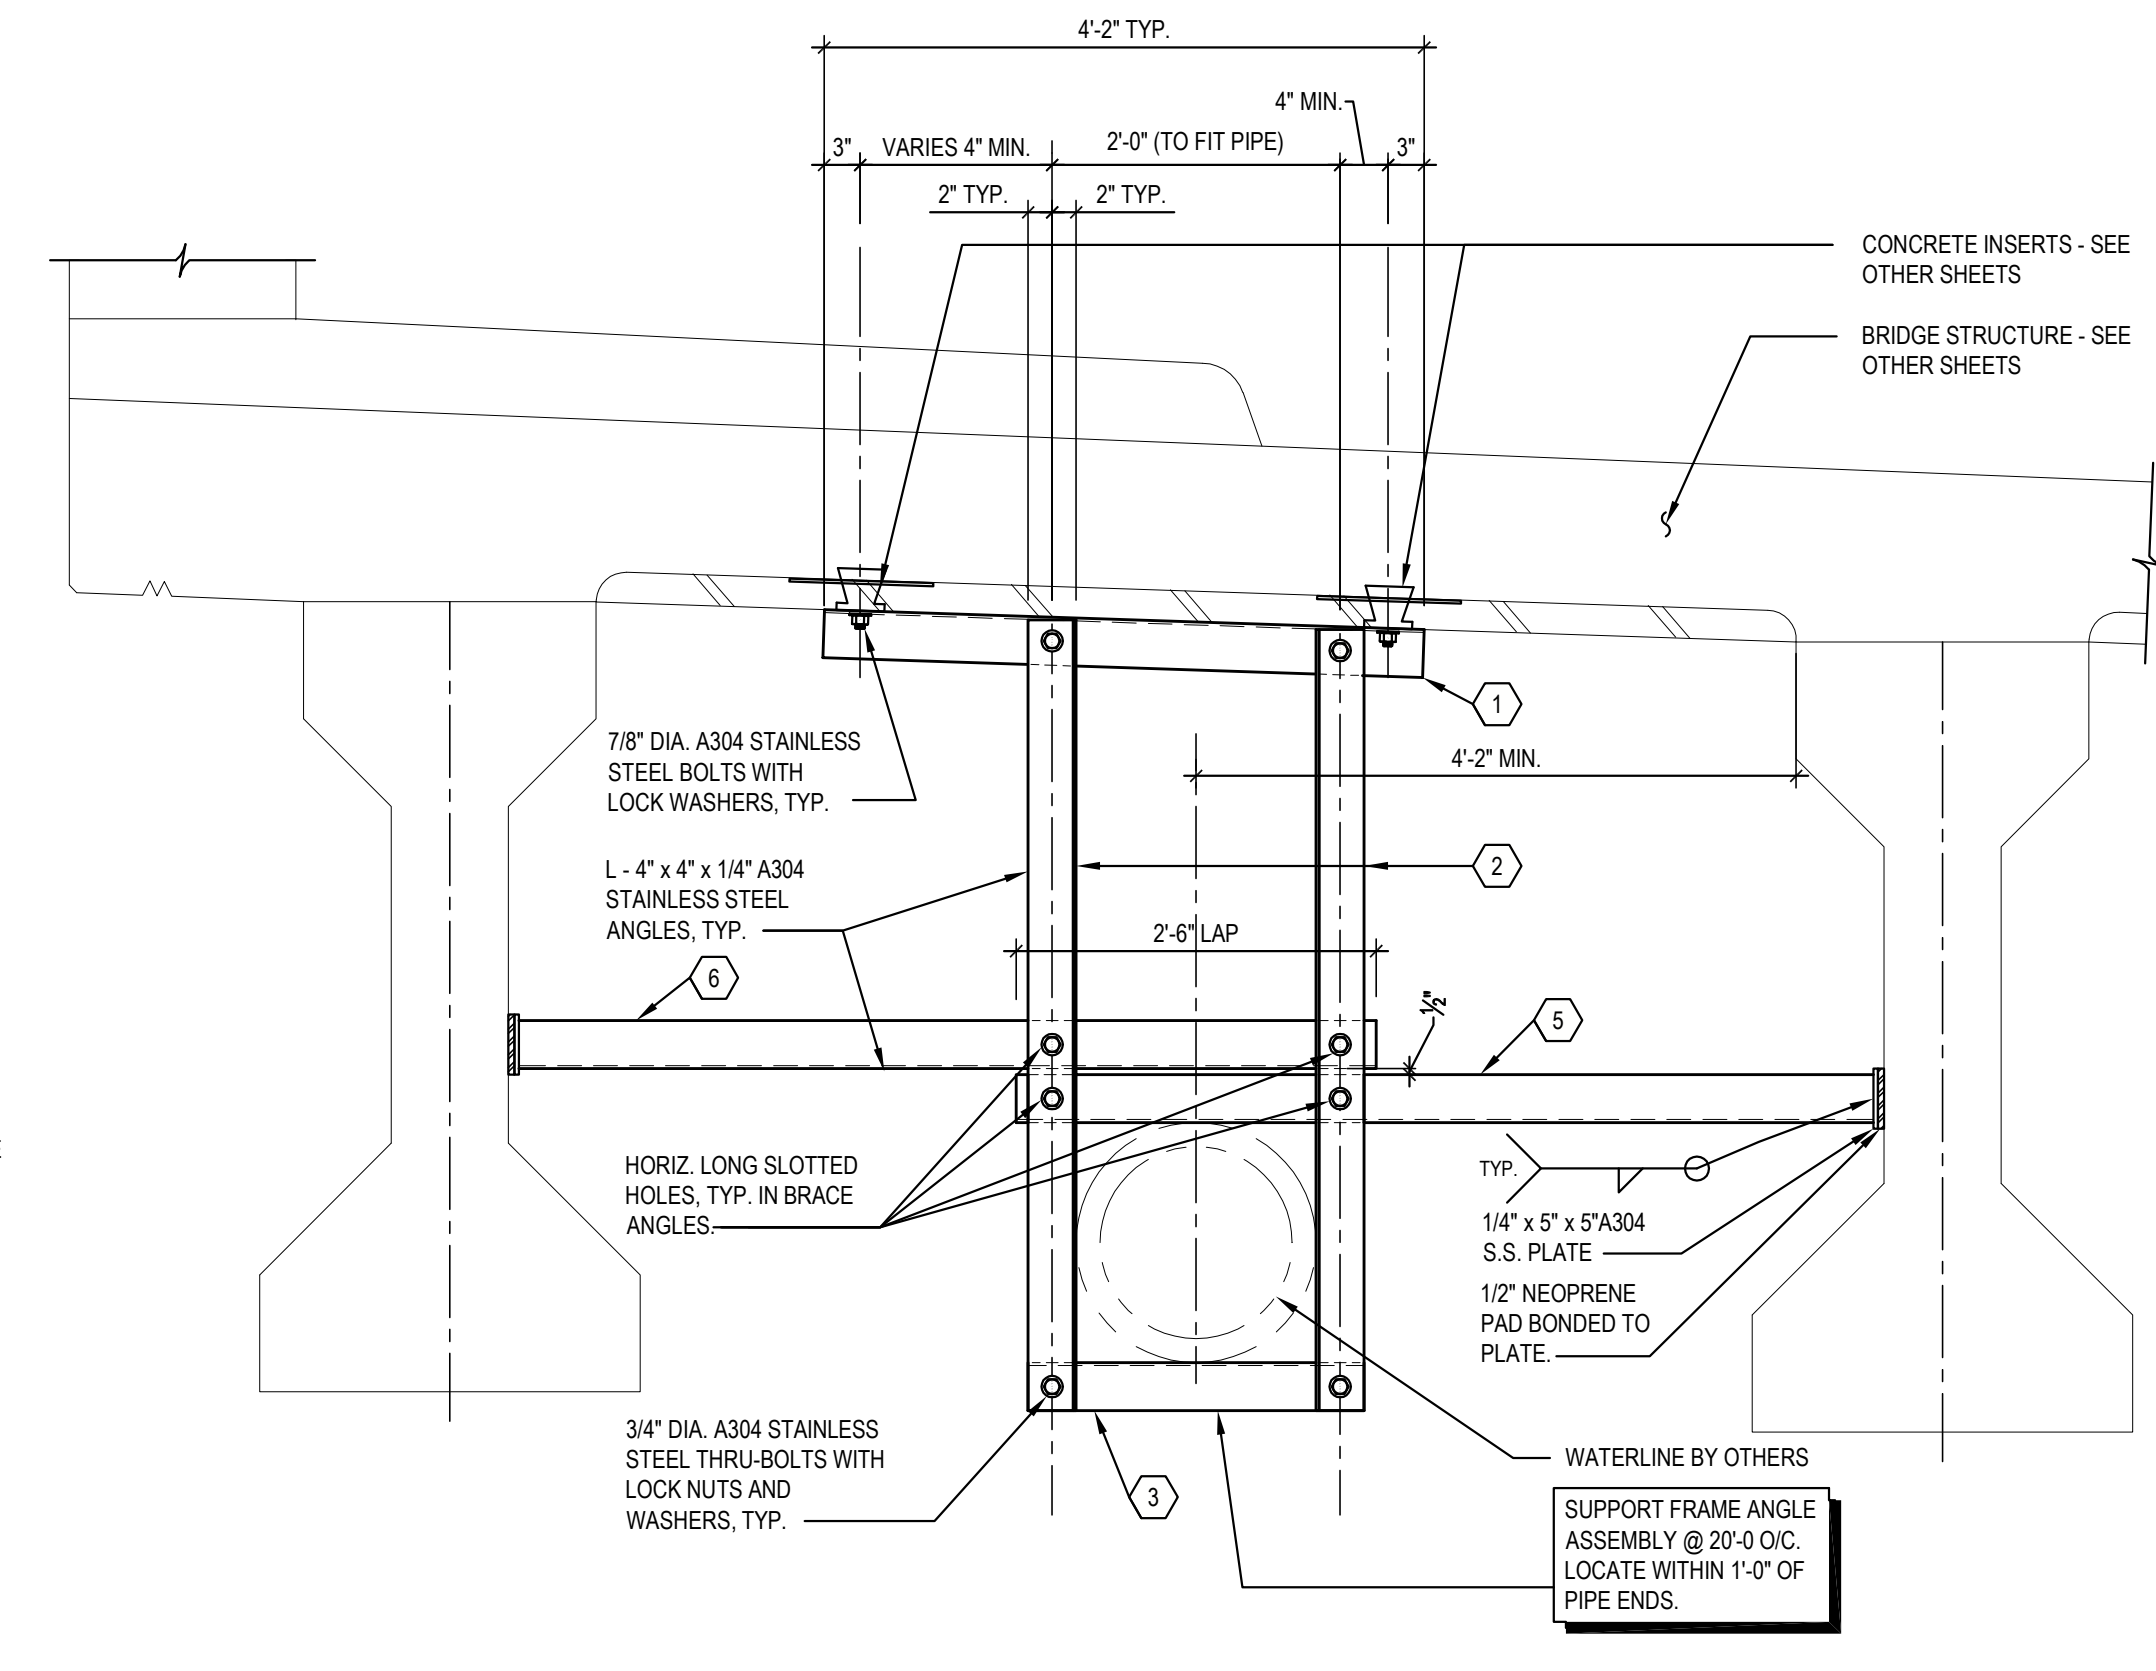 4'-2" TYP.
4" MIN.
3"
VARIES 4" MIN.
2'-0" (TO FIT PIPE)
3"
2" TYP.
2" TYP.
CONCRETE INSERTS - SEE
OTHER SHEETS
BRIDGE STRUCTURE - SEE
OTHER SHEETS
1
7/8" DIA. A304 STAINLESS
STEEL BOLTS WITH
LOCK WASHERS, TYP.
4'-2" MIN.
L - 4" x 4" x 1/4" A304
STAINLESS STEEL
ANGLES, TYP.
2
2'-6" LAP
6
1/2"
5
HORIZ. LONG SLOTTED
HOLES, TYP. IN BRACE
ANGLES.
TYP.
1/4" x 5" x 5"A304
S.S. PLATE
1/2" NEOPRENE
PAD BONDED TO
PLATE.
3/4" DIA. A304 STAINLESS
STEEL THRU-BOLTS WITH
LOCK NUTS AND
WASHERS, TYP.
3
WATERLINE BY OTHERS
SUPPORT FRAME ANGLE
ASSEMBLY @ 20'-0 O/C.
LOCATE WITHIN 1'-0" OF
PIPE ENDS.